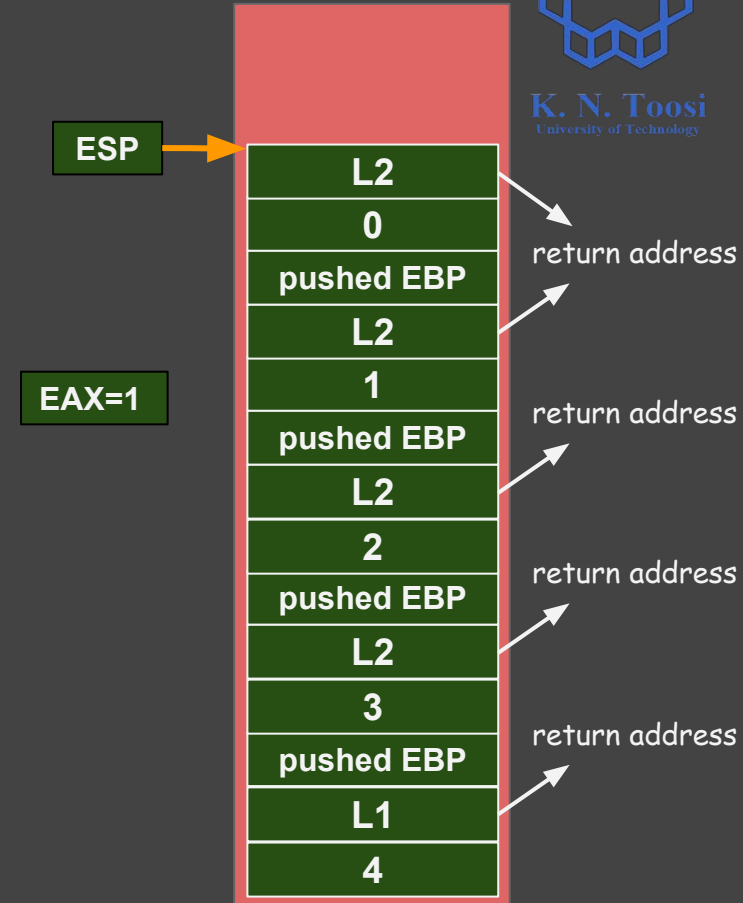 K. N. Toosi
University of Technology
ESP
L2
0
return address
pushed EBP
L2
EAX=1
1
return address
pushed EBP
L2
2
return address
pushed EBP
L2
3
return address
pushed EBP
L1
4